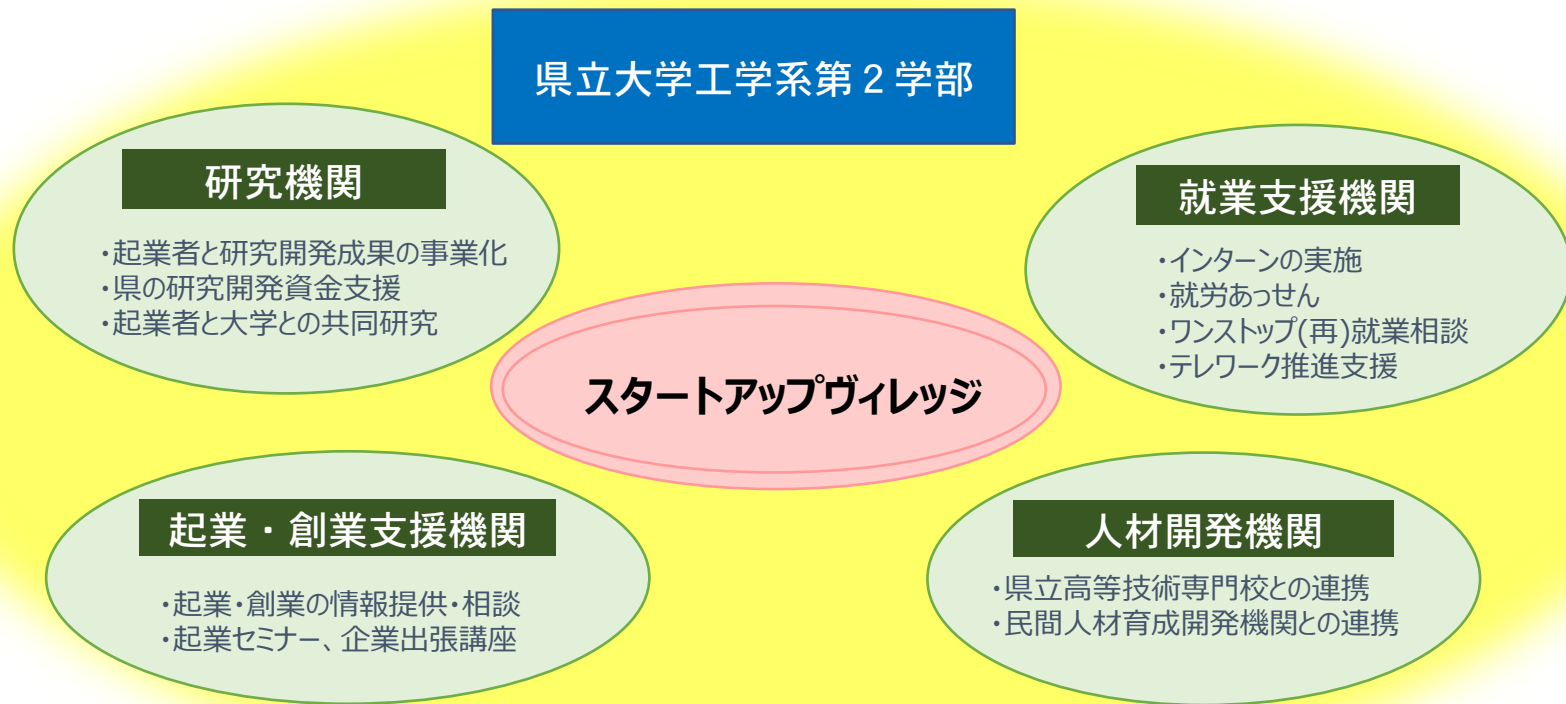 県立大学工学系第２学部
研究機関
・起業者と研究開発成果の事業化
・県の研究開発資金支援
・起業者と大学との共同研究
就業支援機関
・インターンの実施
・就労あっせん
・ワンストップ(再)就業相談
・テレワーク推進支援
スタートアップヴィレッジ
起業・創業支援機関
・起業・創業の情報提供・相談
・起業セミナー、企業出張講座
人材開発機関
・県立高等技術専門校との連携
・民間人材育成開発機関との連携